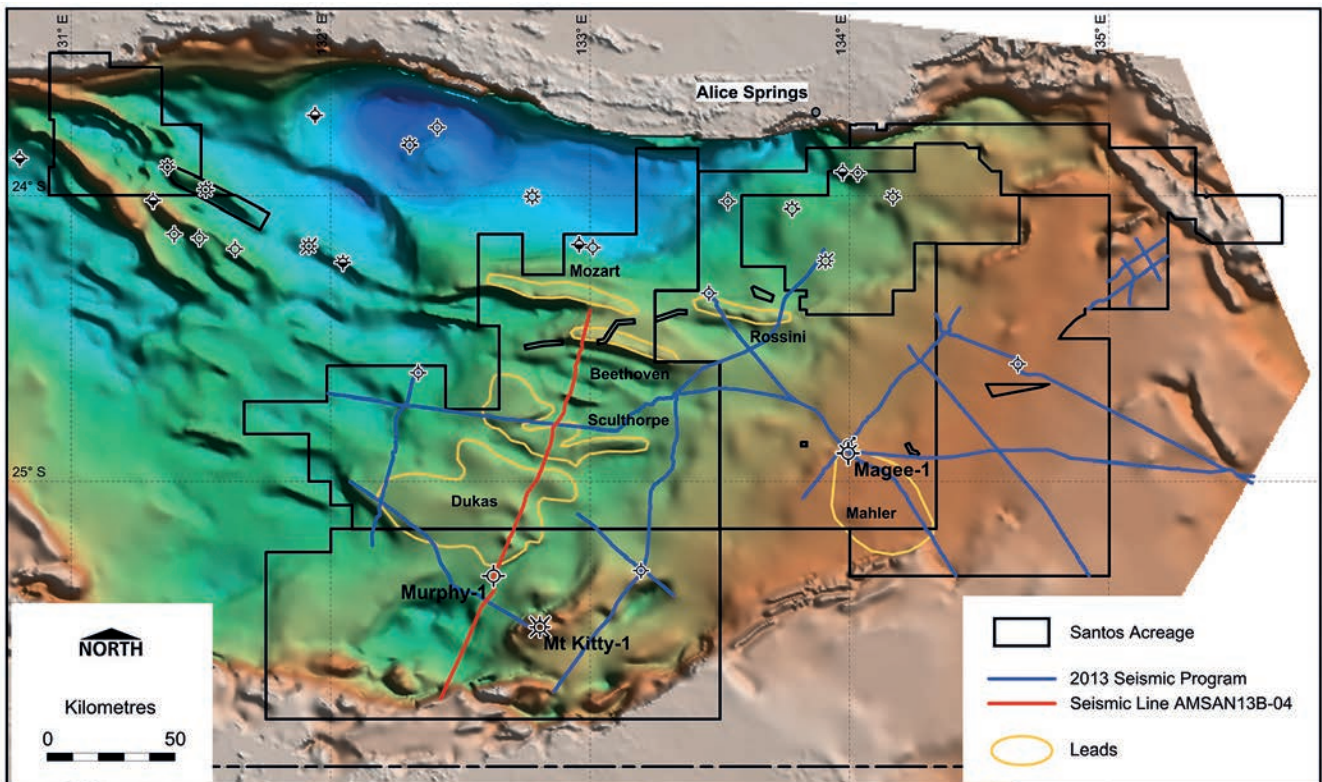 131° E
132° E
133° E
134° E
135° E
Alice Springs
24° S
Mozart
Rossini
Beethoven
Sculthorpe
25° S
Magee-1
Dukas
Mahler
Murphy-1
Mt Kitty-1
NORTH
Kilometres
0 50
Santos Acreage
2013 Seismic Program
Seismic Line AMSAN13B-04
Leads